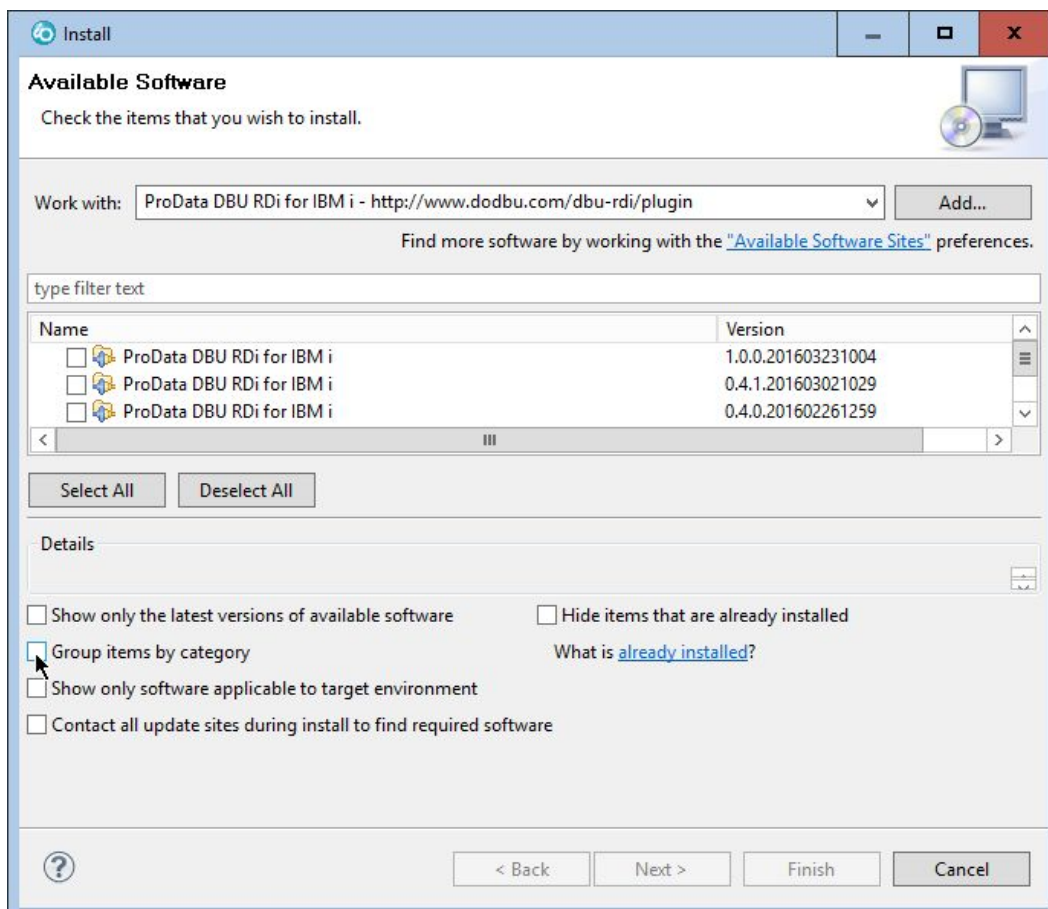 Install
Available Software
Check the items that you wish to install.
Work with: ProData DBU RDi for IBM i - http://www.dodbu.com/dbu-rdi/plugin Add...
Find more software by working with the "Available Software Sites" preferences.
type filter text
Name Version
ProData DBU RDi for IBM i 1.0.0.201603231004
ProData DBU RDi for IBM i 0.4.1.201603021029
ProData DBU RDi for IBM i 0.4.0.201602261259
Select All Deselect All
Details
Show only the latest versions of available software Hide items that are already installed
Group items by category What is already installed?
Show only software applicable to target environment
Contact all update sites during install to find required software
? < Back Next > Finish Cancel